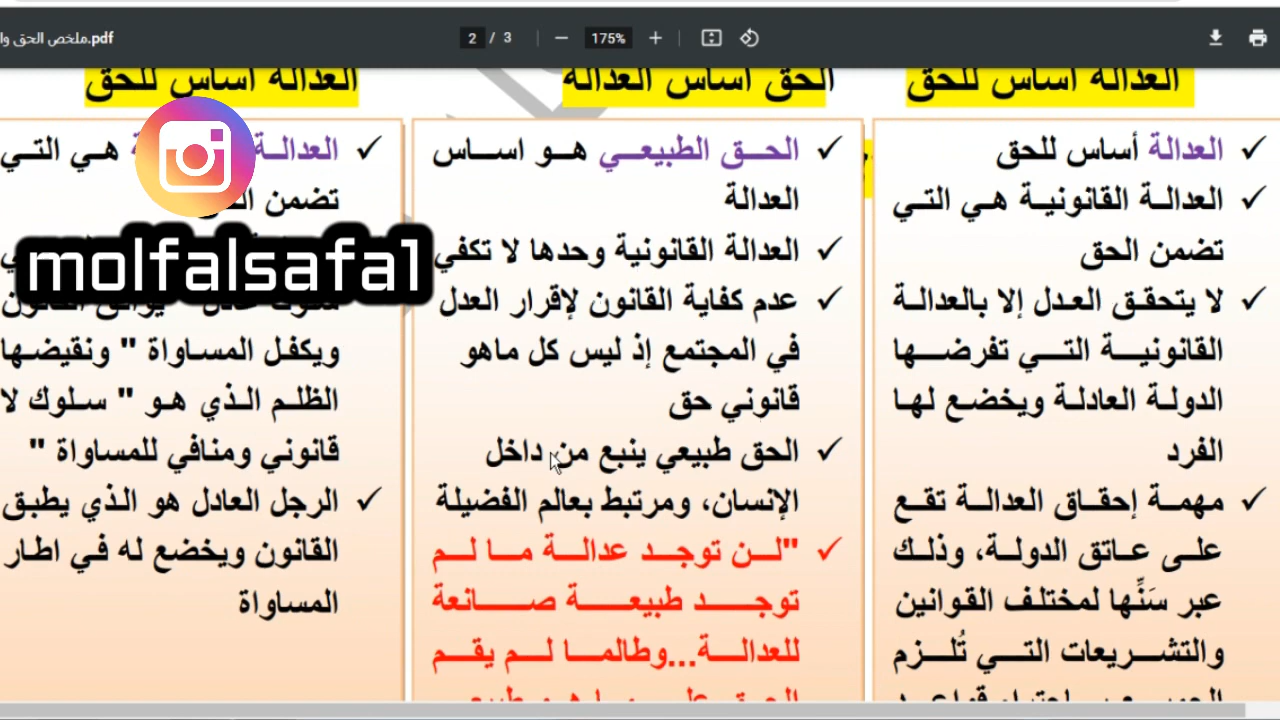 ملخص الحق وا.pdf
2 / 3
175%
العدالة أساس للحق
العدالة أساس للحق
العدالة القانونية هي التي
تضمن الحق
لا يتحقق العدل إلا بالعدالة
القانونية التي تفرضها
الدولة العادلة ويخضع لها
الفرد
مهمة إحقاق العدالة تقع
على عاتق الدولة، وذلك
عبر سَنِّها لمختلف القوانين
والتشريعات التي تُلزم
الحق أساس العدالة
الحق الطبيعي هو اساس
العدالة
العدالة القانونية وحدها لا تكفي
عدم كفاية القانون لإقرار العدل
في المجتمع إذ ليس كل ماهو
قانوني حق
الحق طبيعي ينبع من داخل
الإنسان، ومرتبط بعالم الفضيلة
"لن توجد عدالة ما لم
توجد طبيعة صانعة
للعدالة...وطالما لم يقم
العدالة أساس للحق
العدالة هي التي
تضمن
molfalsafa1
ويكفل المساواة " ونقيضها
الظلم الذي هو " سلوك لا
قانوني ومنافي للمساواة "
الرجل العادل هو الذي يطبق
القانون ويخضع له في اطار
المساواة